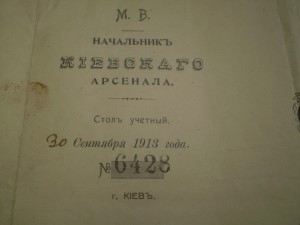 М. В.
НАЧАЛЬНИКЪ
КІЕВСКАГО
АРСЕНАЛА.
Столъ учетный.
30 Сентября 1913 года.
№ 6428
г. КІЕВЪ.